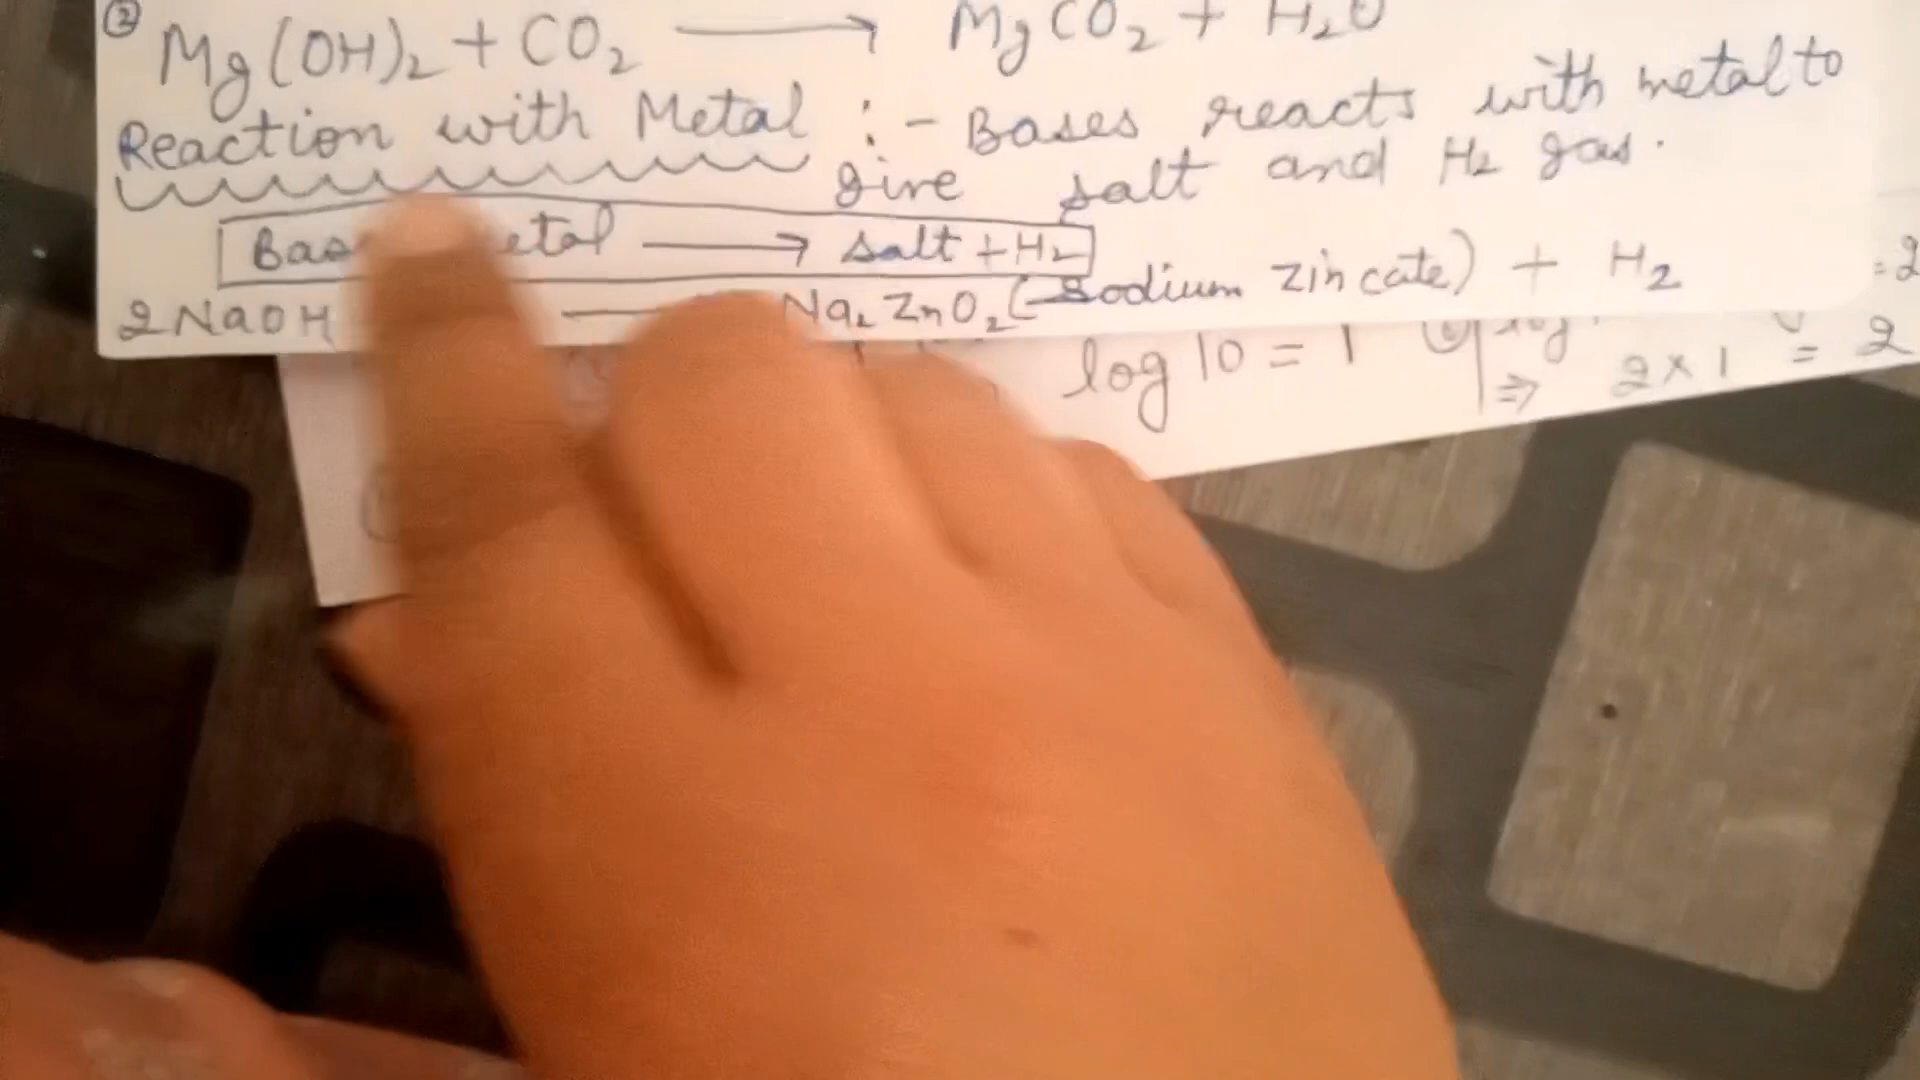 ② Mg(OH)₂ + CO₂ → MgCO₂ + H₂O
Reaction with Metal :- Bases reacts with metal to
give salt and H₂ gas.
Bas etal → salt + H₂
2NaOH → Na₂ZnO₂ (Sodium zincate) + H₂
log 10 = 1
⇒ 2 × 1 = 2